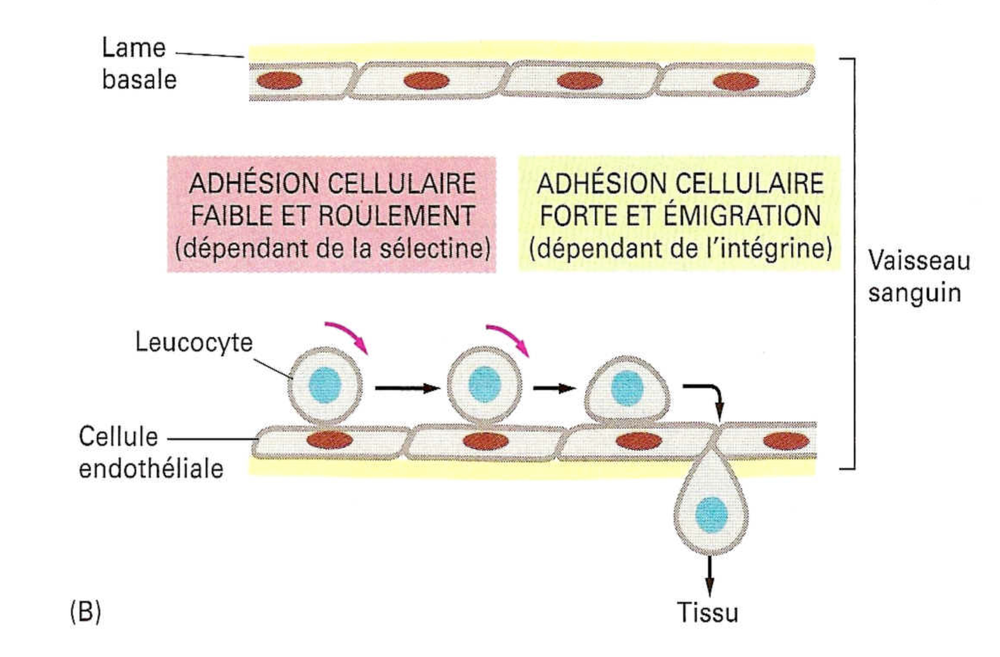 Lame
basale
ADHÉSION CELLULAIRE
FAIBLE ET ROULEMENT
(dépendant de la sélectine)
ADHÉSION CELLULAIRE
FORTE ET ÉMIGRATION
(dépendant de l'intégrine)
Vaisseau
sanguin
Leucocyte
Cellule
endothéliale
(B)
Tissu